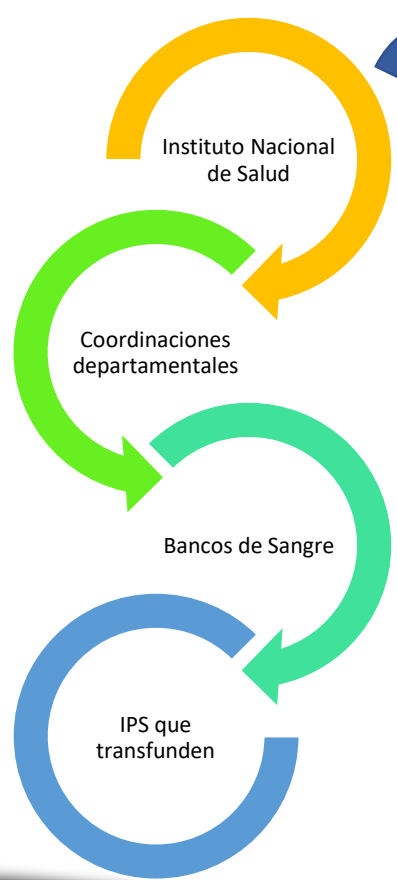 Instituto Nacional
de Salud
Coordinaciones
departamentales
Bancos de Sangre
IPS que
transfunden